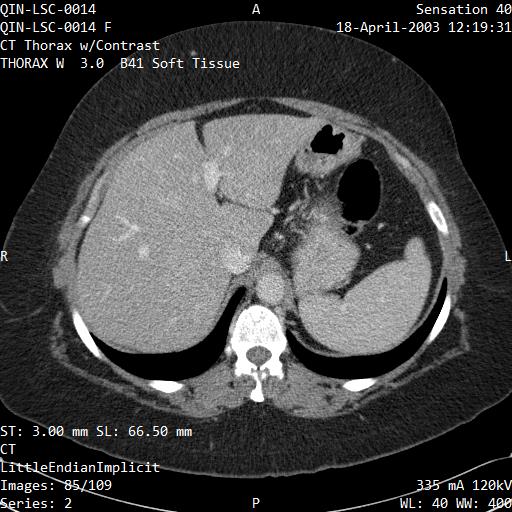 QIN-LSC-0014 A Sensation 40
QIN-LSC-0014 F 18-April-2003 12:19:31
CT Thorax w/Contrast
THORAX W 3.0 B41 Soft Tissue
R L
ST: 3.00 mm SL: 66.50 mm
CT
LittleEndianImplicit
Images: 85/109 335 mA 120kV
Series: 2 P WL: 40 WW: 400